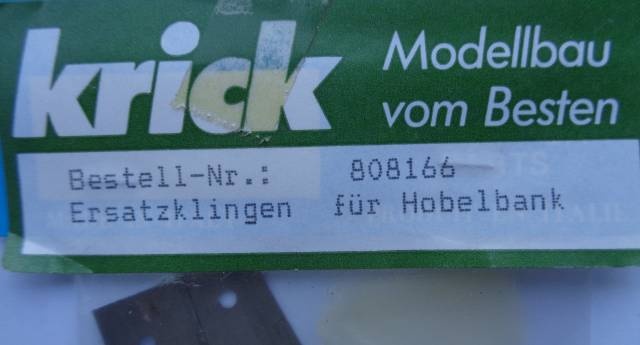 krick
Modellbau
vom Besten
Bestell-Nr.: 808166
Ersatzklingen für Hobelbank